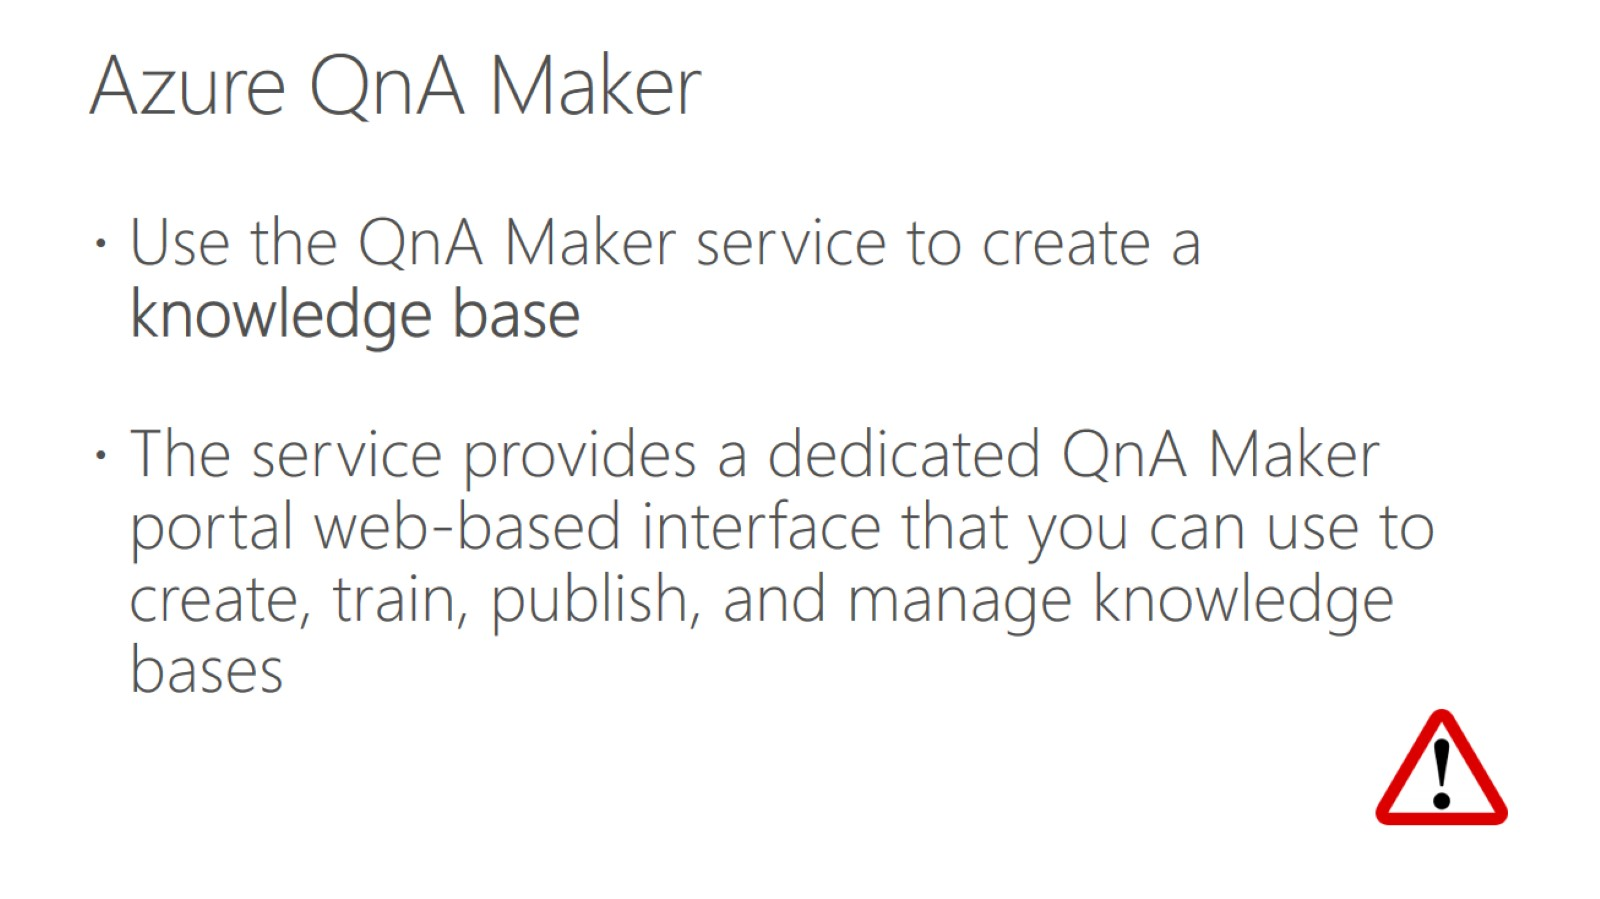 Azure QnA Maker
• Use the QnA Maker service to create a
knowledge base
• The service provides a dedicated QnA Maker
portal web-based interface that you can use to
create, train, publish, and manage knowledge
bases
!